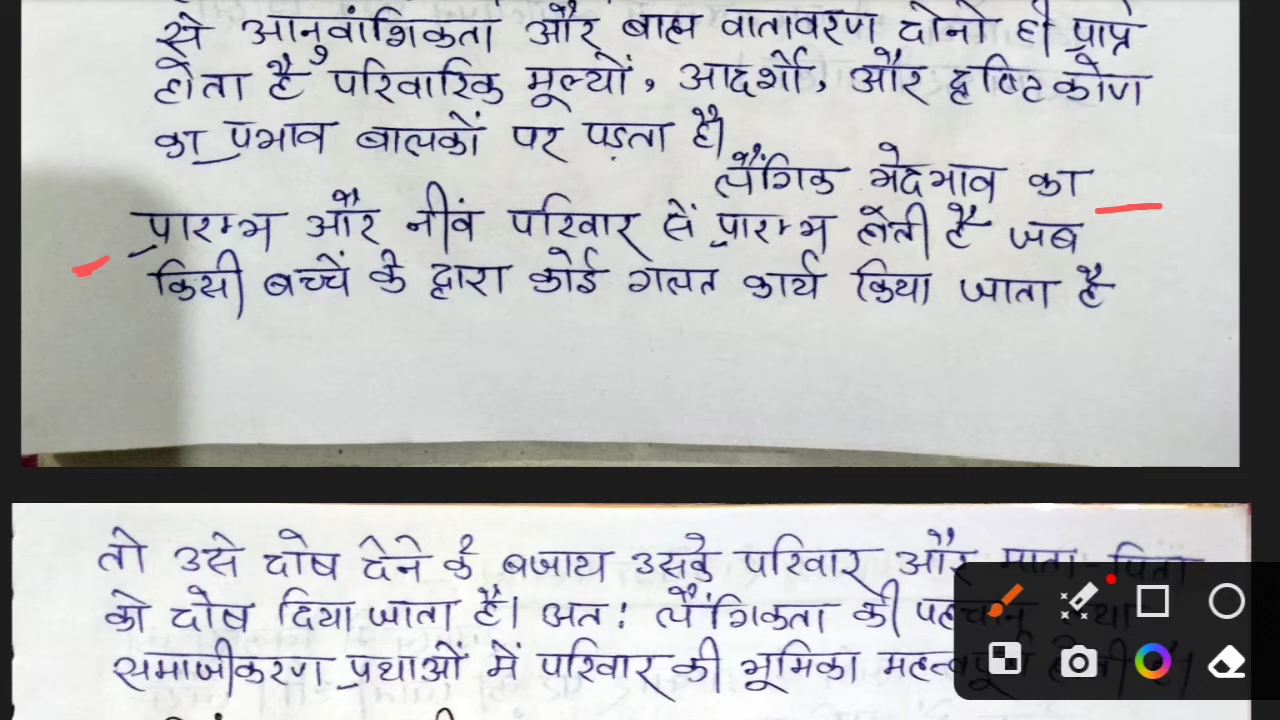 से आनुवांशिकता और बाह्य वातावरण दोनो ही प्राप्त
होता है परिवारिक मूल्यों, आदर्शो, और दृष्टिकोण
का प्रभाव बालकों पर पड़ता है।
लैंगिक भेदभाव का
प्रारम्भ और नीवं परिवार सें प्रारम्भ होती है जब
किसी बच्चें के द्वारा कोई गलत कार्य किया जाता है
तो उसे दोष देने के बजाय उसके परिवार और माता-पिता
को दोष दिया जाता है। अत: लैंगिकता की पहचान तथा
समाजीकरण प्रथाओं में परिवार की भूमिका महत्वपूर्ण होती है।